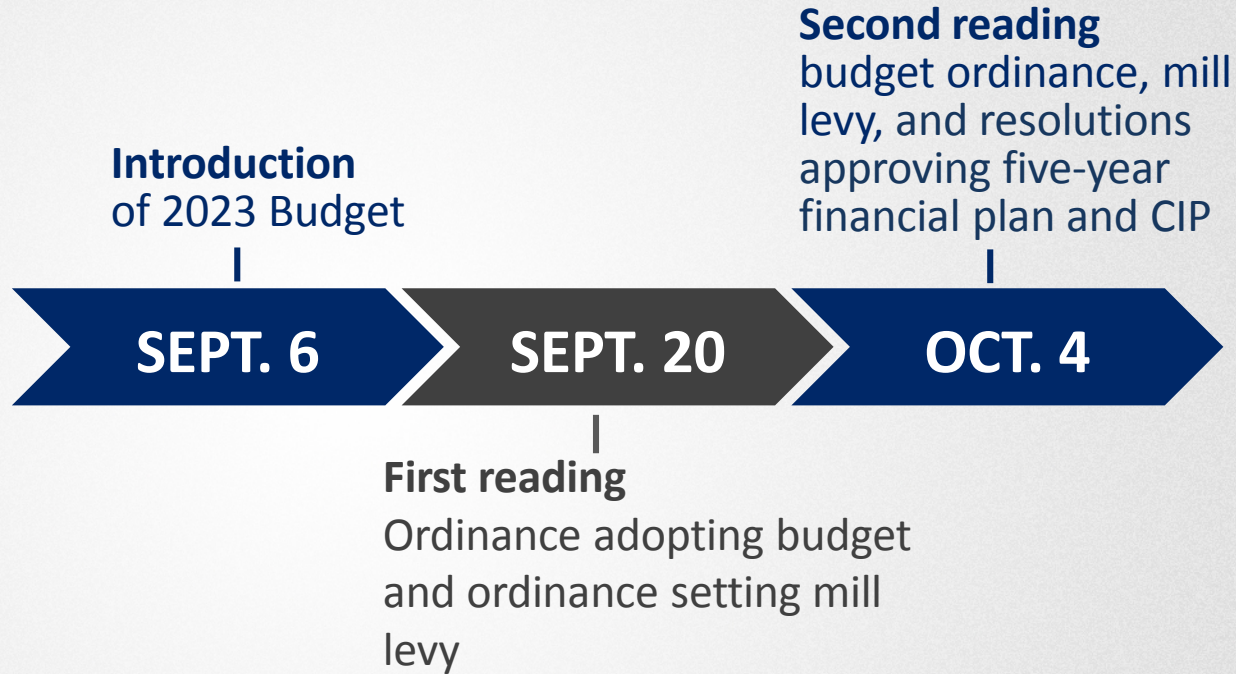 Second reading
budget ordinance, mill
levy, and resolutions
approving five-year
financial plan and CIP
Introduction
of 2023 Budget
SEPT. 6
SEPT. 20
OCT. 4
First reading
Ordinance adopting budget
and ordinance setting mill
levy